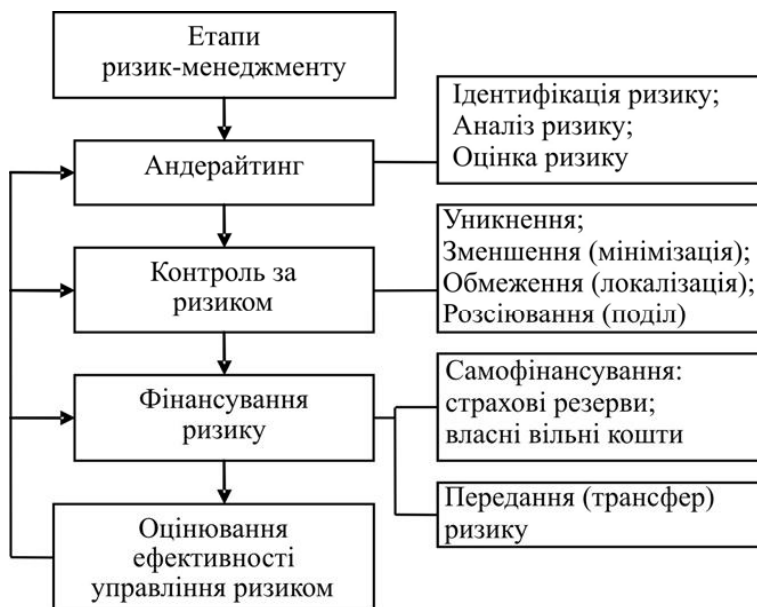 Етапи
ризик-менеджменту
Ідентифікація ризику;
Аналіз ризику;
Оцінка ризику
Андерайтинг
Уникнення;
Зменшення (мінімізація);
Обмеження (локалізація);
Розсіювання (поділ)
Контроль за
ризиком
Самофінансування:
страхові резерви;
власні вільні кошти
Фінансування
ризику
Передання (трансфер)
ризику
Оцінювання
ефективності
управління ризиком